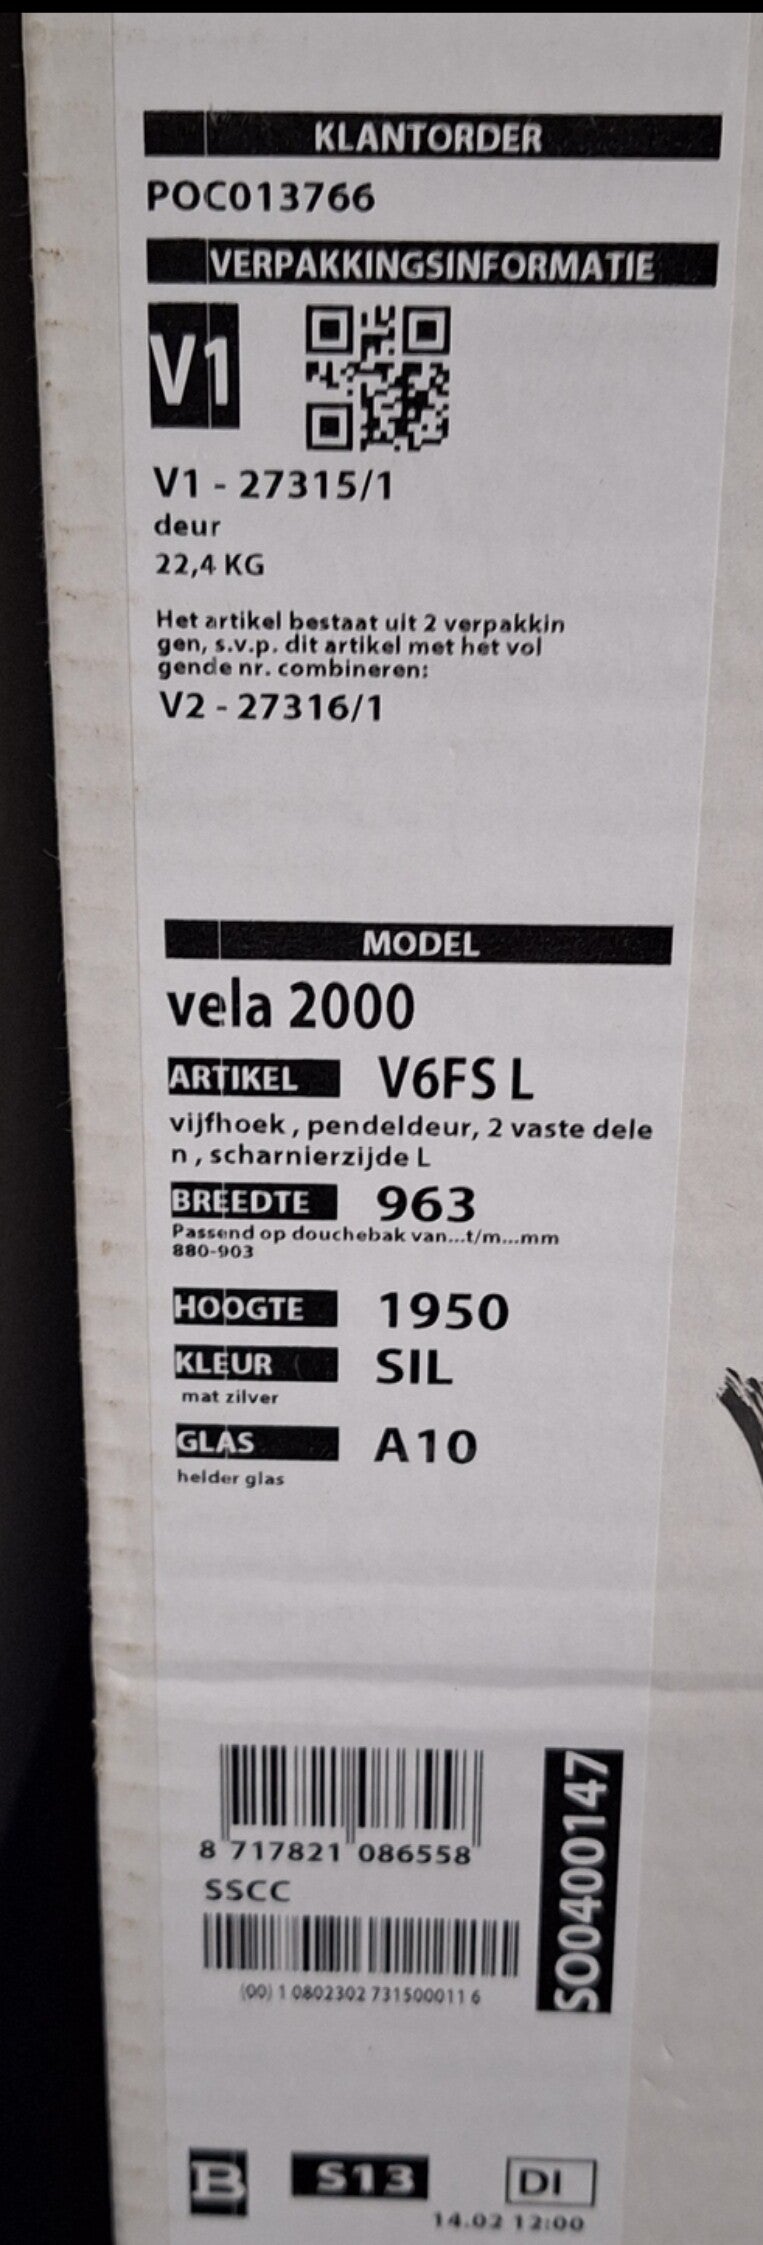 KLANTORDER
POC013766
VERPAKKINGSINFORMATIE
V1
V1 - 27315/1
deur
22,4 KG
Het artikel bestaat uit 2 verpakkin
gen, s.v.p. dit artikel met het vol
gende nr. combineren:
V2 - 27316/1
MODEL
vela 2000
ARTIKEL V6FS L
vijfhoek , pendeldeur, 2 vaste dele
n , scharnierzijde L
BREEDTE 963
Passend op douchebak van...t/m...mm
880-903
HOOGTE 1950
KLEUR SIL
mat zilver
GLAS A10
helder glas
8 717821 086558
SSCC
(00) 1 0802302 731500011 6
SO0400147
B S13 DI
14.02 12:00